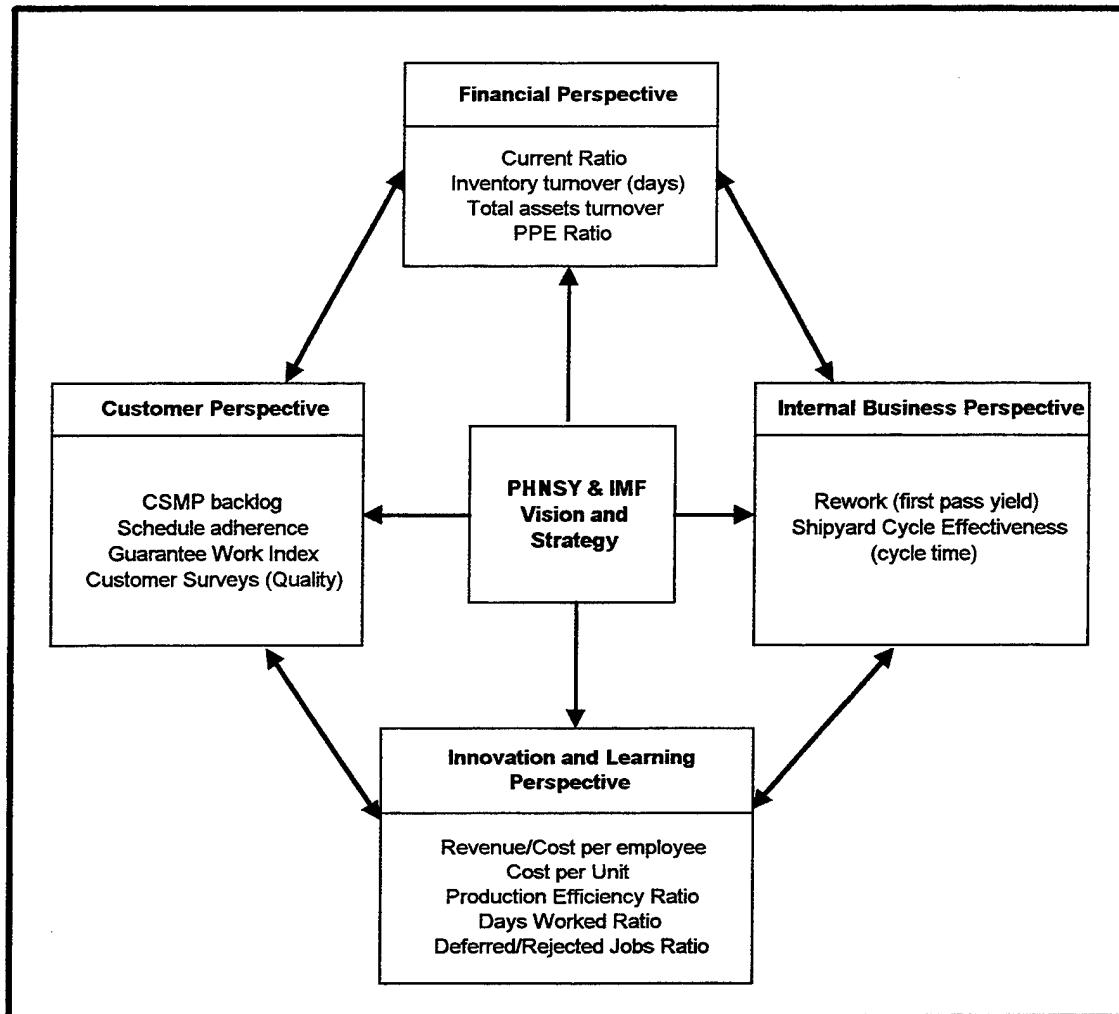 Financial Perspective
Current Ratio
Inventory turnover (days)
Total assets turnover
PPE Ratio
Customer Perspective
CSMP backlog
Schedule adherence
Guarantee Work Index
Customer Surveys (Quality)
PHNSY & IMF
Vision and
Strategy
Internal Business Perspective
Rework (first pass yield)
Shipyard Cycle Effectiveness
(cycle time)
Innovation and Learning
Perspective
Revenue/Cost per employee
Cost per Unit
Production Efficiency Ratio
Days Worked Ratio
Deferred/Rejected Jobs Ratio